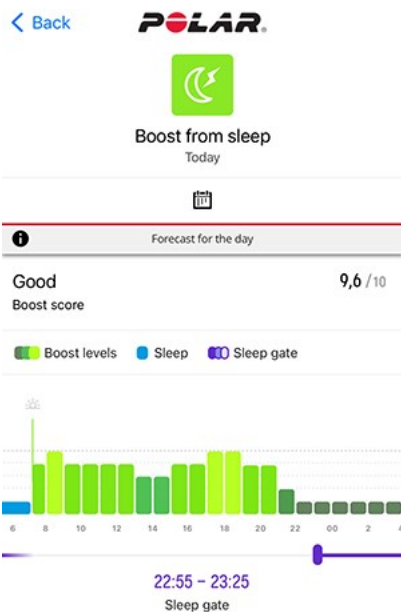 Back
POLAR.
Boost from sleep
Today
Forecast for the day
Good 9,6 /10
Boost score
Boost levels Sleep Sleep gate
6 8 10 12 14 16 18 20 22 00 2 4
22:55 – 23:25
Sleep gate